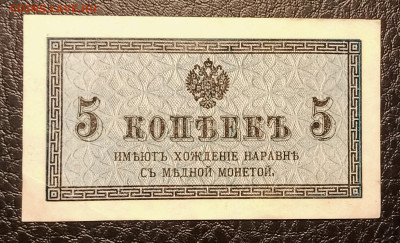 5 КОПѢЕКЪ 5
ИМѢЮТЪ ХОЖДЕНІЕ НАРАВНѢ
СЪ МѢДНОЙ МОНЕТОЙ.